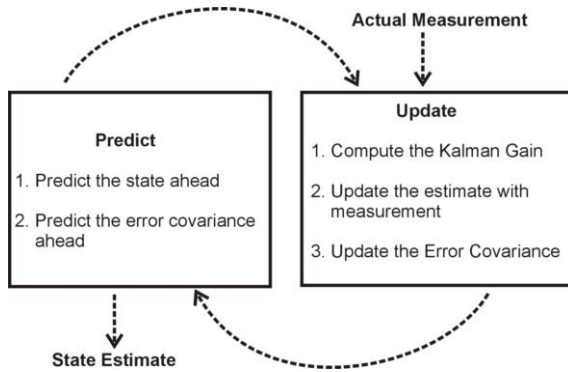 Actual Measurement
Predict
1. Predict the state ahead
2. Predict the error covariance
ahead
Update
1. Compute the Kalman Gain
2. Update the estimate with
measurement
3. Update the Error Covariance
State Estimate